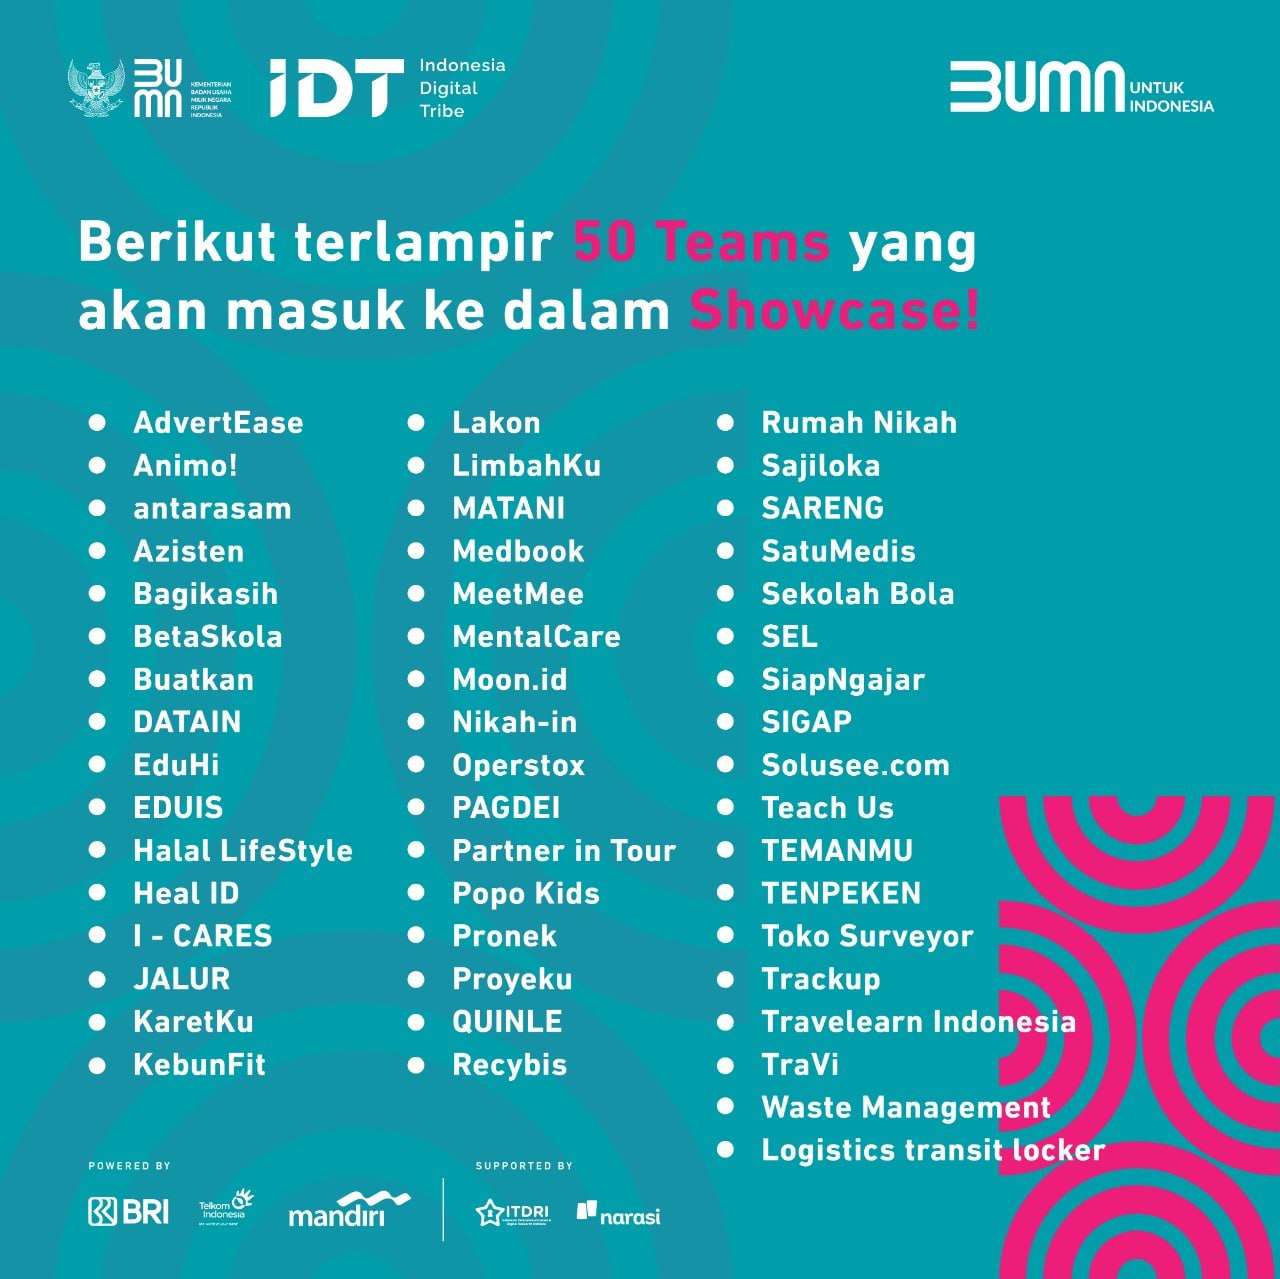 BUMN
KEMENTERIAN
BADAN USAHA
MILIK NEGARA
REPUBLIK
INDONESIA
IDT
Indonesia
Digital
Tribe
BUMN
UNTUK
INDONESIA
Berikut terlampir 50 Teams yang
akan masuk ke dalam Showcase!
AdvertEase
Animo!
antarasam
Azisten
Bagikasih
BetaSkola
Buatkan
DATAIN
EduHi
EDUIS
Halal LifeStyle
Heal ID
I - CARES
JALUR
KaretKu
KebunFit
Lakon
LimbahKu
MATANI
Medbook
MeetMee
MentalCare
Moon.id
Nikah-in
Operstox
PAGDEI
Partner in Tour
Popo Kids
Pronek
Proyeku
QUINLE
Recybis
Rumah Nikah
Sajiloka
SARENG
SatuMedis
Sekolah Bola
SEL
SiapNgajar
SIGAP
Solusee.com
Teach Us
TEMANMU
TENPEKEN
Toko Surveyor
Trackup
Travelearn Indonesia
TraVi
Waste Management
Logistics transit locker
POWERED BY
BRI
Telkom
Indonesia
mandiri
SUPPORTED BY
ITDRI
narasi